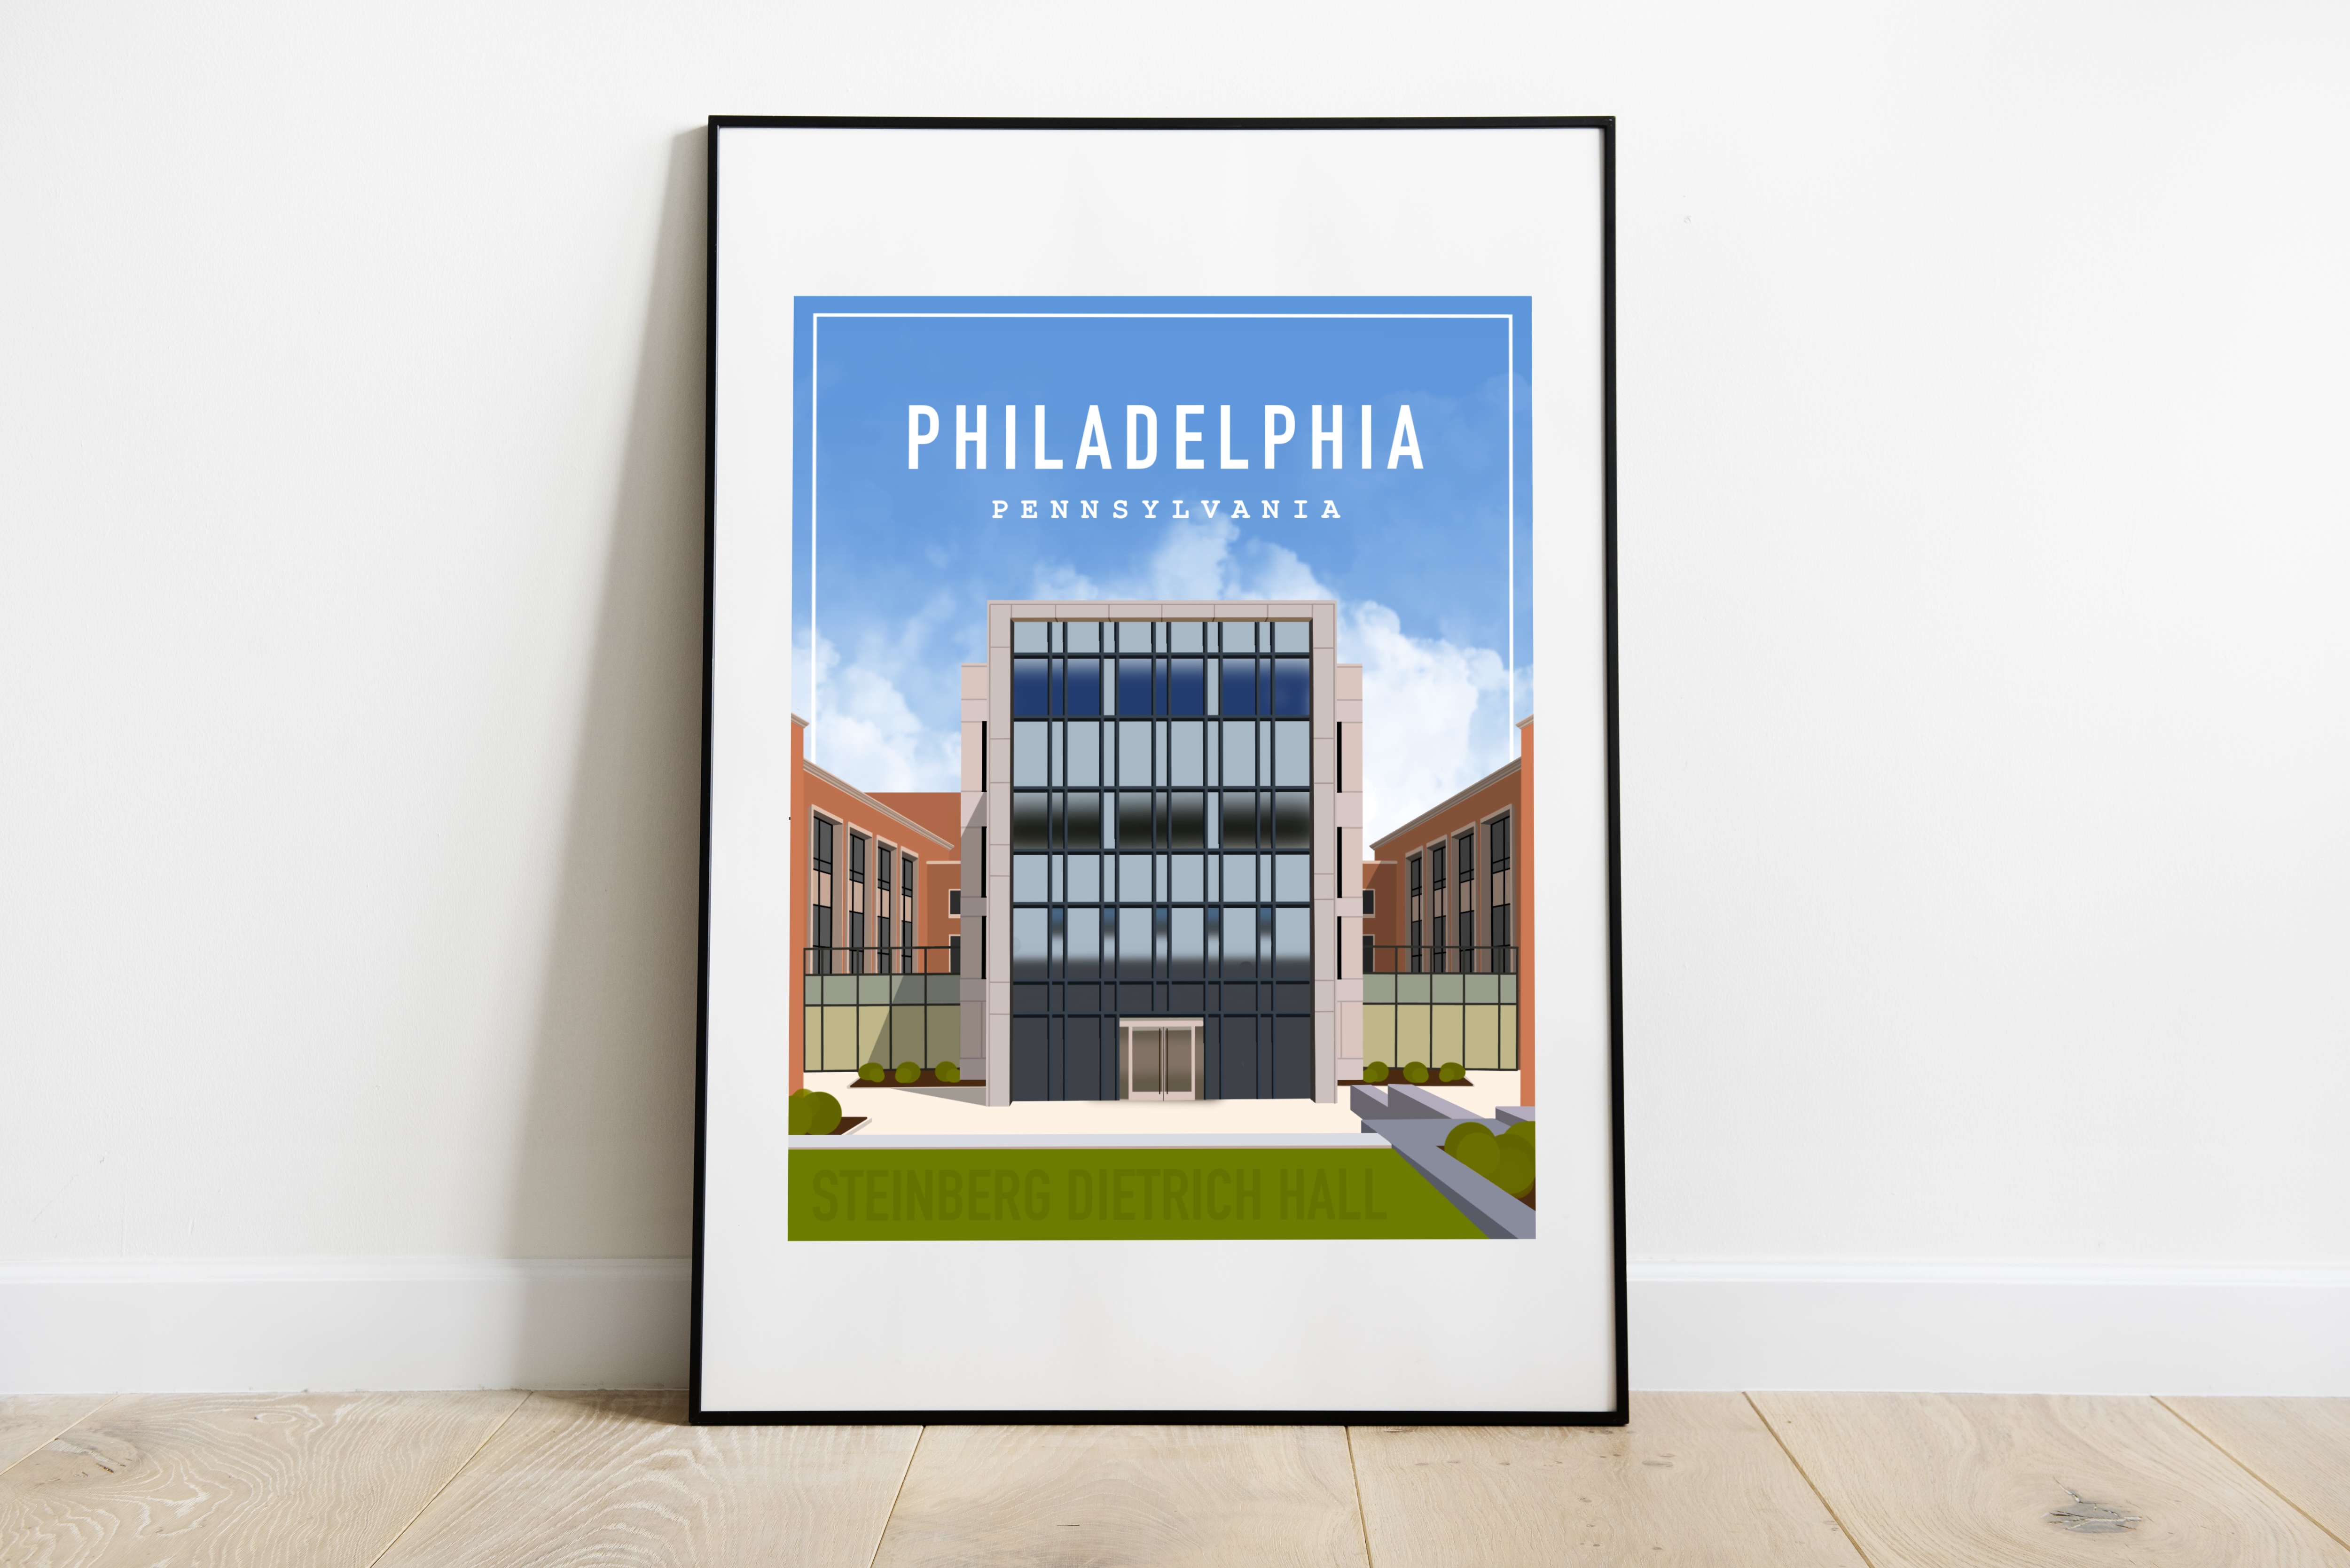 PHILADELPHIA
PENNSYLVANIA
STEINBERG DIETRICH HALL